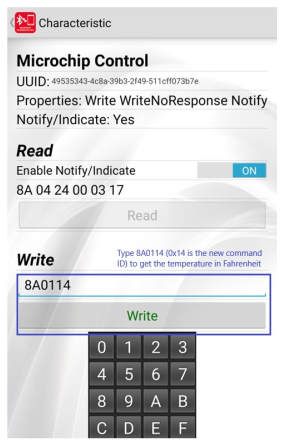 Characteristic
Microchip Control
UUID: 49535343-4c8a-39b3-2f49-511cff073b7e
Properties: Write WriteNoResponse Notify
Notify/Indicate: Yes
Read
Enable Notify/Indicate ON
8A 04 24 00 03 17
Read
Write
Type 8A0114 (0x14 is the new command
ID) to get the temperature in Fahrenheit
8A0114
Write
0 1 2 3
4 5 6 7
8 9 A B
C D E F